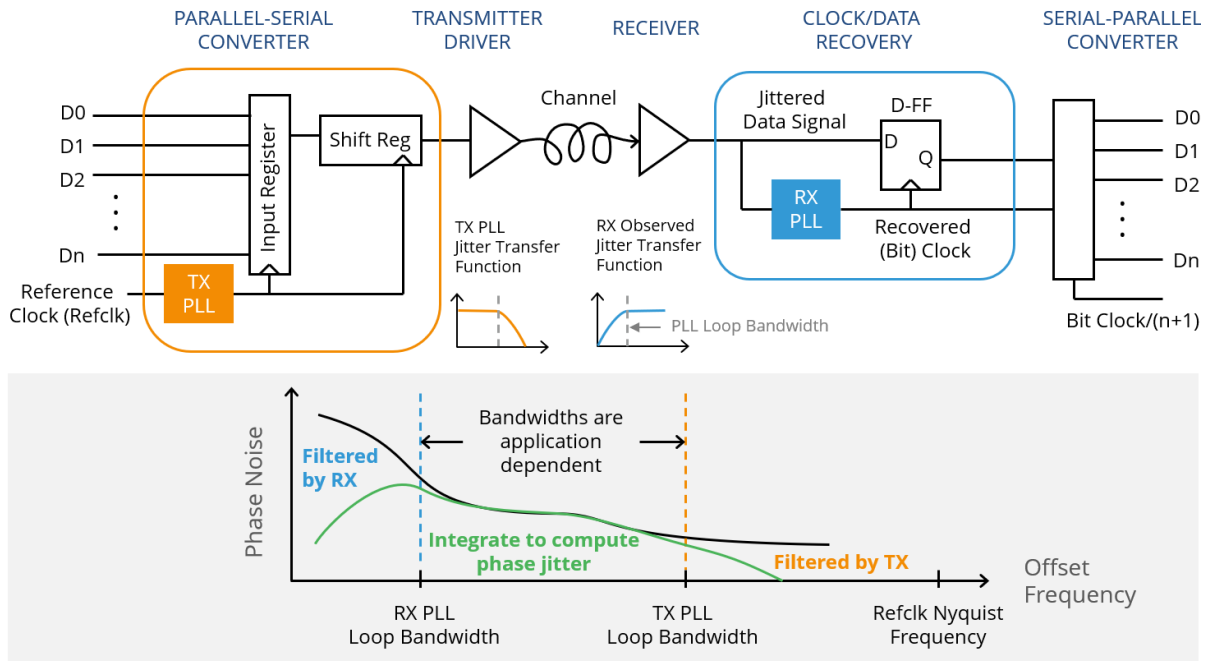 PARALLEL-SERIAL
CONVERTER
TRANSMITTER
DRIVER
RECEIVER
CLOCK/DATA
RECOVERY
SERIAL-PARALLEL
CONVERTER
D0
D1
D2
Dn
Reference
Clock (Refclk)
TX
PLL
Input Register
Shift Reg
Channel
TX PLL
Jitter Transfer
Function
RX Observed
Jitter Transfer
Function
PLL Loop Bandwidth
Jittered
Data Signal
D-FF
D
Q
RX
PLL
Recovered
(Bit) Clock
D0
D1
D2
Dn
Bit Clock/(n+1)
Phase Noise
Filtered
by RX
Bandwidths are
application
dependent
Integrate to compute
phase jitter
Filtered by TX
Offset
Frequency
RX PLL
Loop Bandwidth
TX PLL
Loop Bandwidth
Refclk Nyquist
Frequency